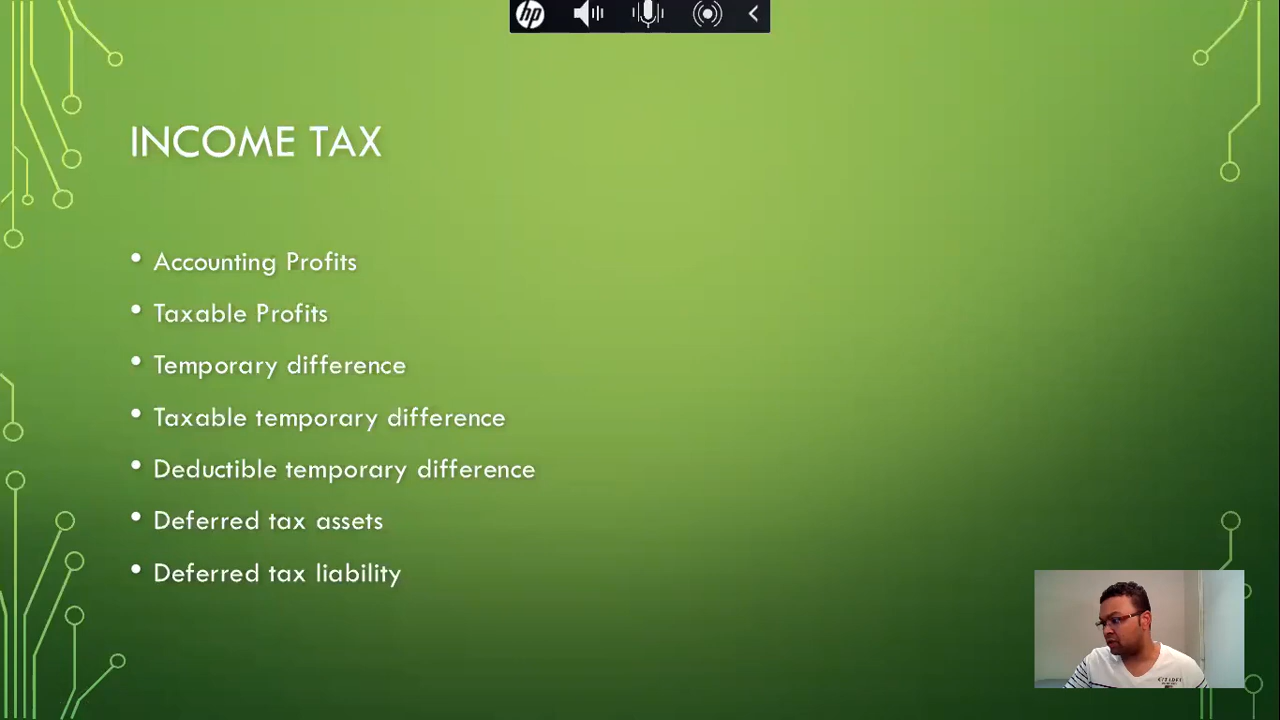 hp
INCOME TAX
• Accounting Profits
• Taxable Profits
• Temporary difference
• Taxable temporary difference
• Deductible temporary difference
• Deferred tax assets
• Deferred tax liability